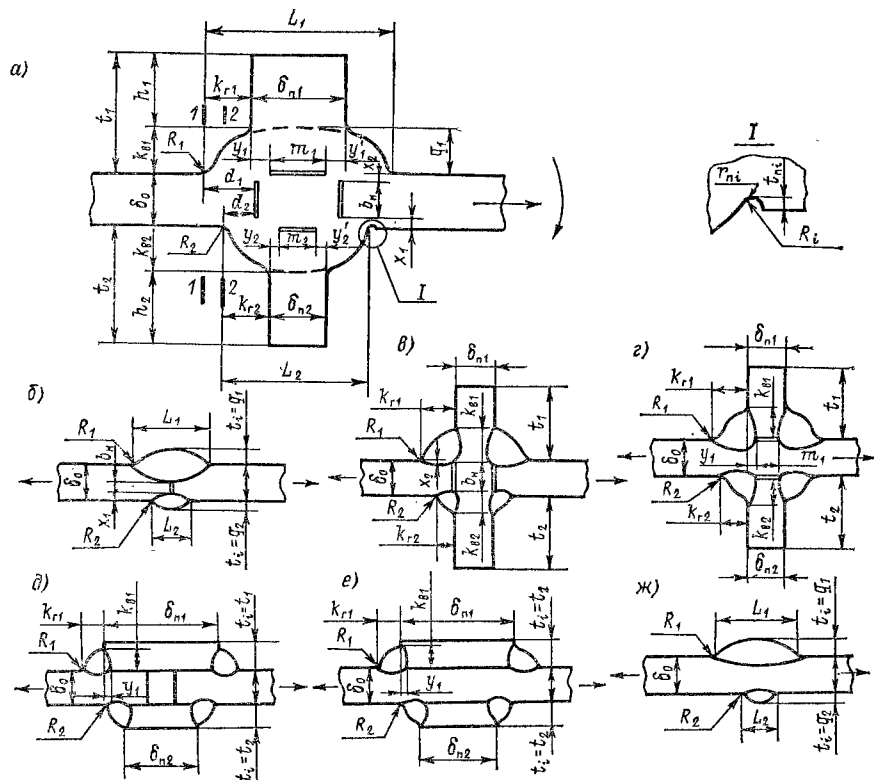 а)
L₁
kг1
δп1
t₁
h₁
kв1
1 2
R₁
y₁ m₁ y′₁
q₁
x₂
d₁
d₂
δ₀
bн
x₁
R₂
y₂ m₂ y′₂
kв2
t₂
h₂
1 2
kг2
δп2
I
L₂
I
rпi
tпi
Rᵢ
б)
L₁
R₁
tᵢ=q₁
bн
δ₀
x₁
R₂
L₂
tᵢ=q₂
в)
δп1
kг1
kв1
t₁
R₁
δ₀
x₂
bн
R₂
kг2
kв2
t₂
г)
δп1
kг1
kв1
t₁
R₁
δ₀
y₁
m₁
R₂
kг2
kв2
t₂
δп2
д)
kг1
kв1
δп1
tᵢ=t₁
R₁
δ₀
y₁
R₂
δп2
tᵢ=t₂
е)
kг1
kв1
δп1
tᵢ=t₂
R₁
δ₀
y₁
R₂
δп2
tᵢ=t₂
ж)
L₁
R₁
tᵢ=q₁
δ₀
R₂
L₂
tᵢ=q₂